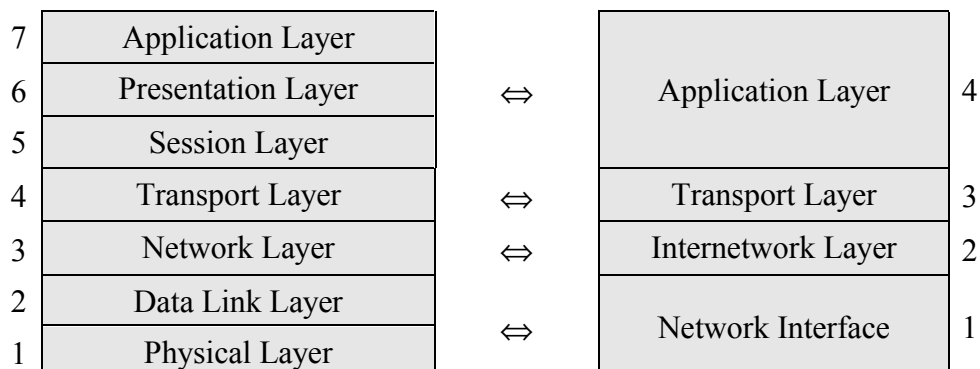 7 Application Layer
6 Presentation Layer ⇔ Application Layer 4
5 Session Layer
4 Transport Layer ⇔ Transport Layer 3
3 Network Layer ⇔ Internetwork Layer 2
2 Data Link Layer
⇔ Network Interface 1
1 Physical Layer